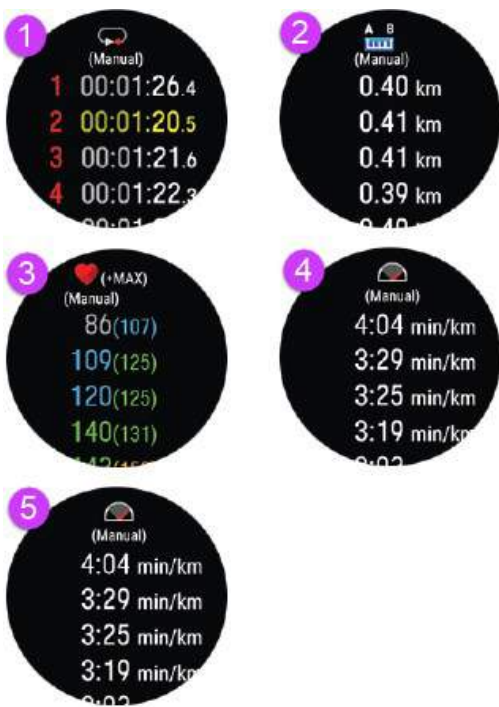 1
(Manual)
1 00:01:26.4
2 00:01:20.5
3 00:01:21.6
4 00:01:22.3
2
A B
(Manual)
0.40 km
0.41 km
0.41 km
0.39 km
3
(+MAX)
(Manual)
86(107)
109(125)
120(125)
140(131)
4
(Manual)
4:04 min/km
3:29 min/km
3:25 min/km
3:19 min/km
5
(Manual)
4:04 min/km
3:29 min/km
3:25 min/km
3:19 min/km